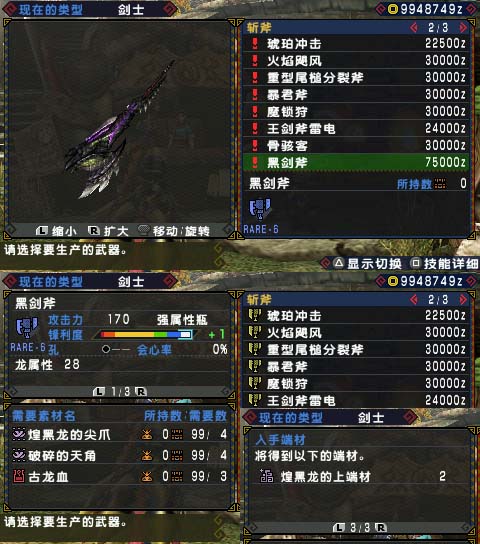 现在的类型 剑士
9948749z
斩斧 2/3
琥珀冲击 22500z
火焰飓风 30000z
重型尾槌分裂斧 30000z
暴君斧 30000z
魔锁狩 30000z
王剑斧雷电 24000z
骨骸客 30000z
黑剑斧 75000z
黑剑斧 所持数 0
RARE-6
L 缩小 R 扩大 移动/旋转
请选择要生产的武器。
△ 显示切换 □ 技能详细
现在的类型 剑士
9948749z
黑剑斧
攻击力 170 强属性瓶
锋利度 +1
RARE-6 孔 ○-- 会心率 0%
龙属性 28
L 1/3 R
斩斧 2/3
琥珀冲击 22500z
火焰飓风 30000z
重型尾槌分裂斧 30000z
暴君斧 30000z
魔锁狩 30000z
王剑斧雷电 24000z
需要素材名 所持数/需要数
煌黑龙的尖爪 0 99/ 4
破碎的天角 0 99/ 4
古龙血 0 99/ 3
请选择要生产的武器。
现在的类型 剑士
入手端材
将得到以下的端材。
煌黑龙的上端材 2
L 3/3 R